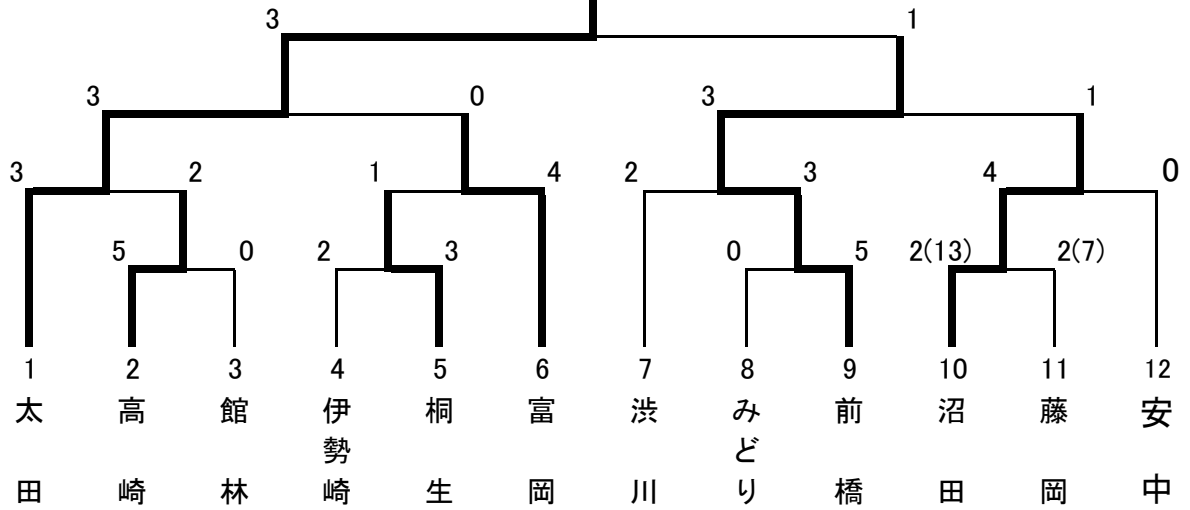 3 1
3 0 3 1
3 2 1 4 2 3 4 0
5 0 2 3 0 5 2(13) 2(7)
1 2 3 4 5 6 7 8 9 10 11 12
太田
高崎
館林
伊勢崎
桐生
富岡
渋川
みどり
前橋
沼田
藤岡
安中